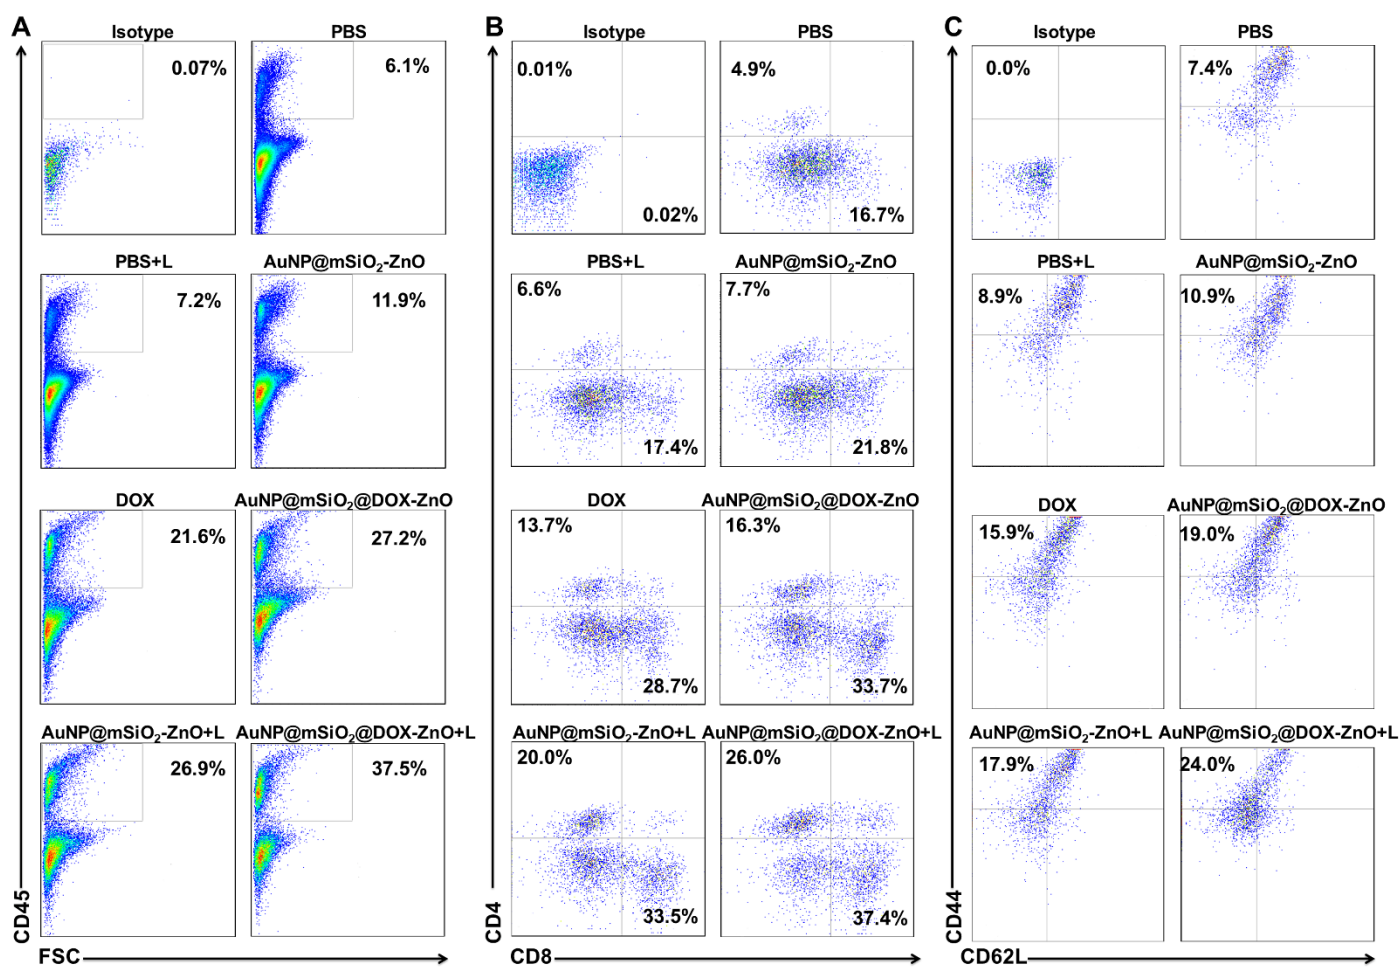 A
Isotype
PBS
0.07%
6.1%
PBS+L
AuNP@mSiO₂-ZnO
7.2%
11.9%
DOX
AuNP@mSiO₂@DOX-ZnO
21.6%
27.2%
AuNP@mSiO₂-ZnO+L
AuNP@mSiO₂@DOX-ZnO+L
26.9%
37.5%
CD45
FSC
B
Isotype
PBS
0.01%
4.9%
0.02%
16.7%
PBS+L
AuNP@mSiO₂-ZnO
6.6%
7.7%
17.4%
21.8%
DOX
AuNP@mSiO₂@DOX-ZnO
13.7%
16.3%
28.7%
33.7%
AuNP@mSiO₂-ZnO+L
AuNP@mSiO₂@DOX-ZnO+L
20.0%
26.0%
33.5%
37.4%
CD4
CD8
C
Isotype
PBS
0.0%
7.4%
PBS+L
AuNP@mSiO₂-ZnO
8.9%
10.9%
DOX
AuNP@mSiO₂@DOX-ZnO
15.9%
19.0%
AuNP@mSiO₂-ZnO+L
AuNP@mSiO₂@DOX-ZnO+L
17.9%
24.0%
CD44
CD62L